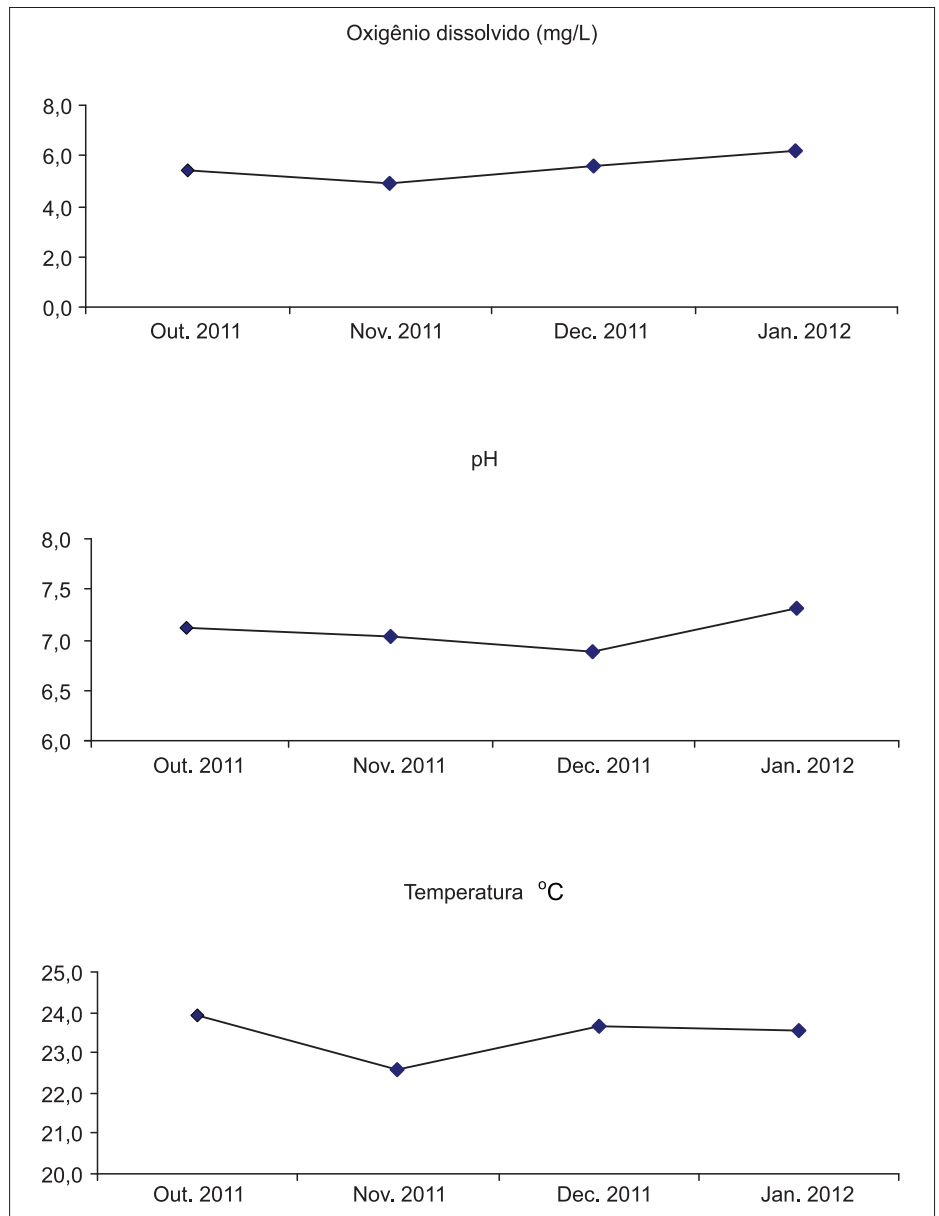 Oxigênio dissolvido (mg/L)
8,0
6,0
4,0
2,0
0,0
Out. 2011 Nov. 2011 Dec. 2011 Jan. 2012
pH
8,0
7,5
7,0
6,5
6,0
Out. 2011 Nov. 2011 Dec. 2011 Jan. 2012
Temperatura °C
25,0
24,0
23,0
22,0
21,0
20,0
Out. 2011 Nov. 2011 Dec. 2011 Jan. 2012